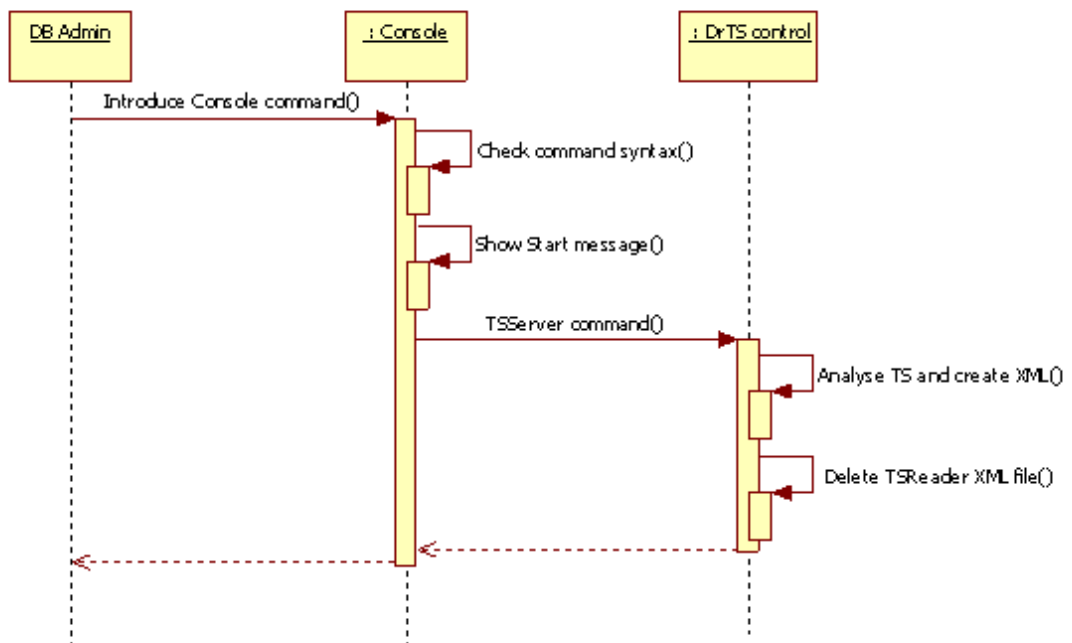 DB Admin
: Console
: DrTS control
Introduce Console command()
Check command syntax()
Show Start message()
TSServer command()
Analyse TS and create XML()
Delete TSReader XML file()